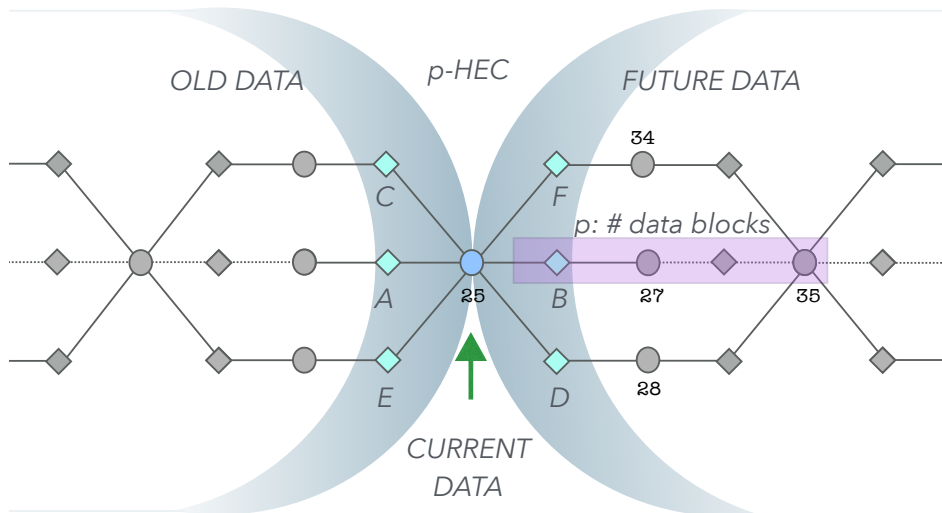 p-HEC
OLD DATA
FUTURE DATA
34
C
F
p: # data blocks
A
25
B
27
35
E
D
28
CURRENT
DATA